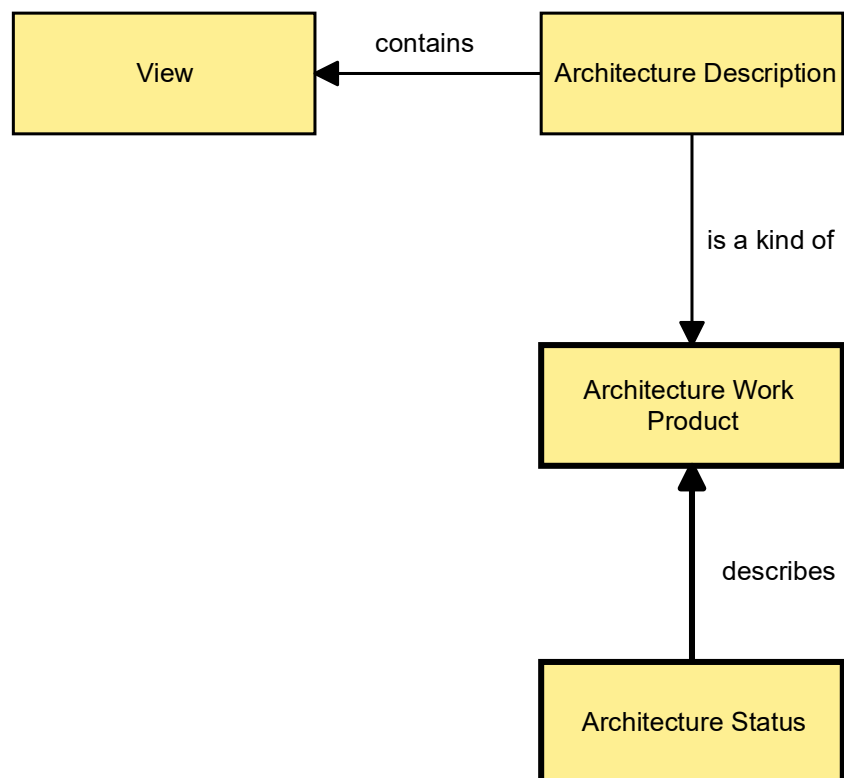 View
contains
Architecture Description
is a kind of
Architecture Work
Product
describes
Architecture Status